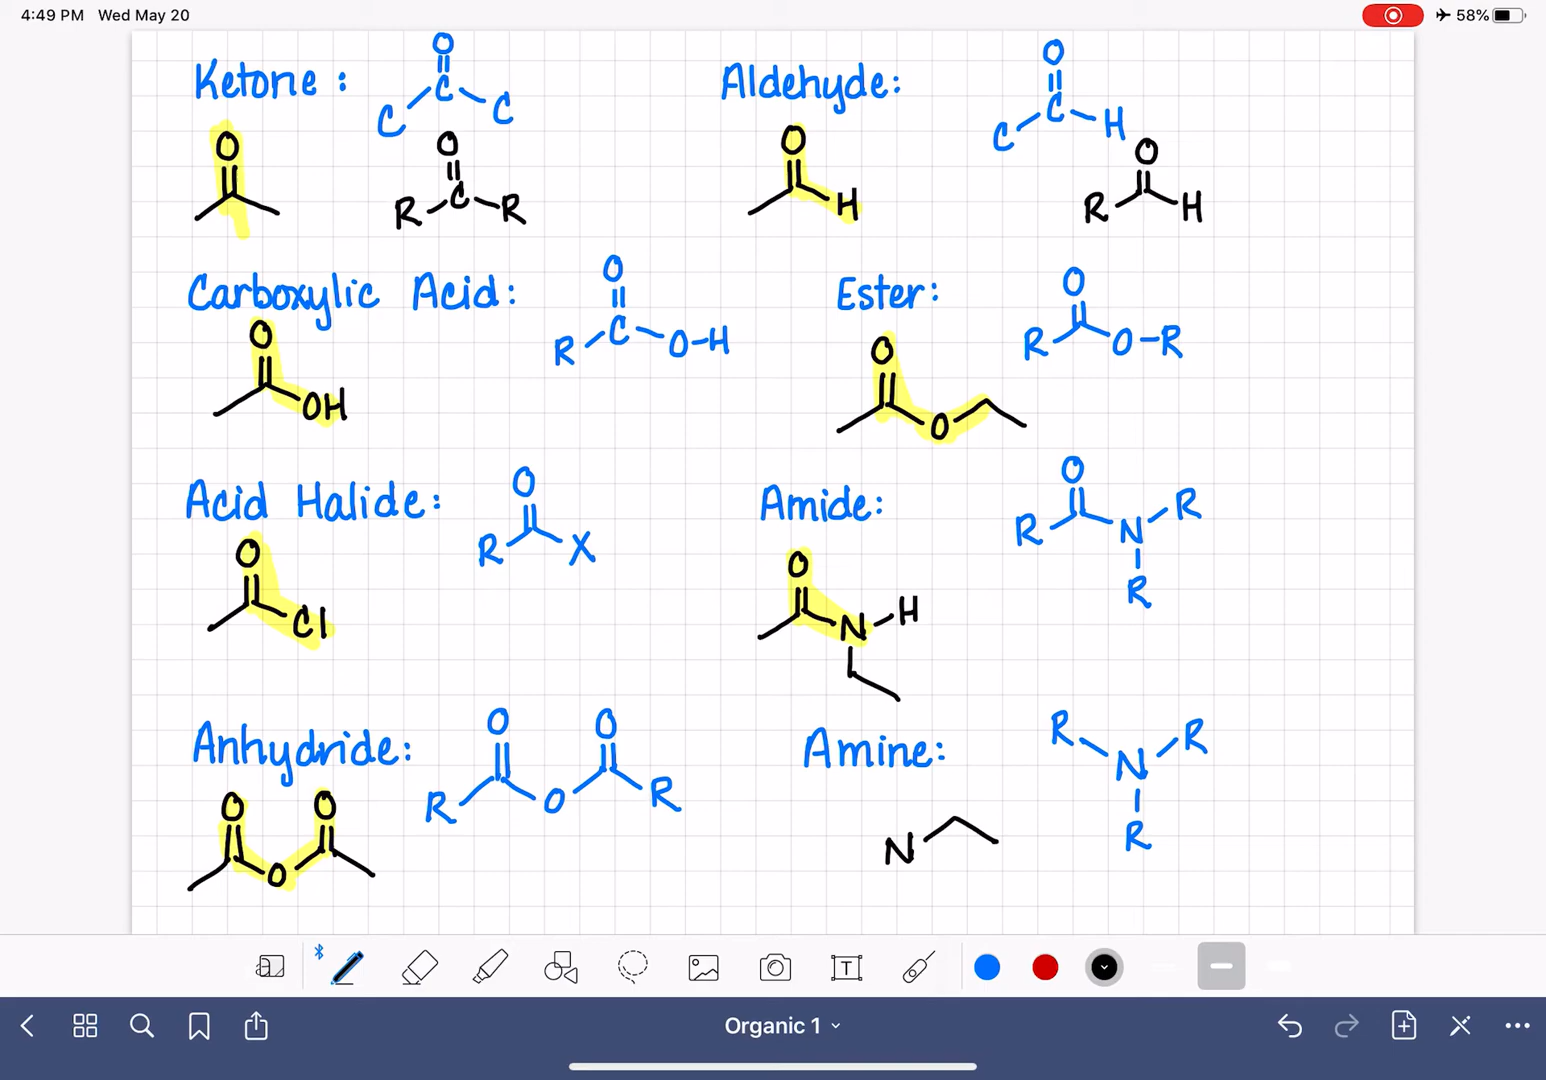 4:49 PM Wed May 20
58%
Ketone :
O
C
C
C
O
O
R
C
R
Aldehyde:
O
C
C
H
O
H
O
R
H
Carboxylic Acid:
O
R
C
O-H
O
OH
Ester:
O
R
O-R
O
O
Acid Halide:
O
R
X
O
Cl
Amide:
O
R
N
R
R
O
N
H
Anhydride:
O
O
R
O
R
O
O
O
Amine:
R
R
N
R
N
T
Organic 1